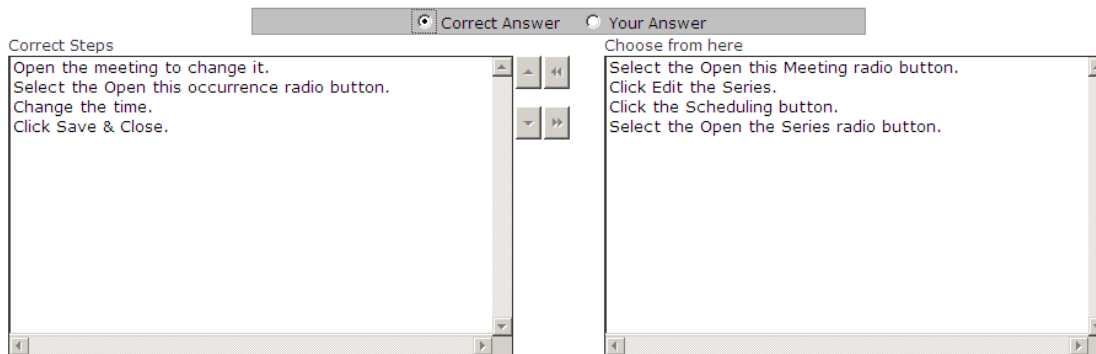 Correct Answer Your Answer
Correct Steps
Open the meeting to change it.
Select the Open this occurrence radio button.
Change the time.
Click Save & Close.
Choose from here
Select the Open this Meeting radio button.
Click Edit the Series.
Click the Scheduling button.
Select the Open the Series radio button.